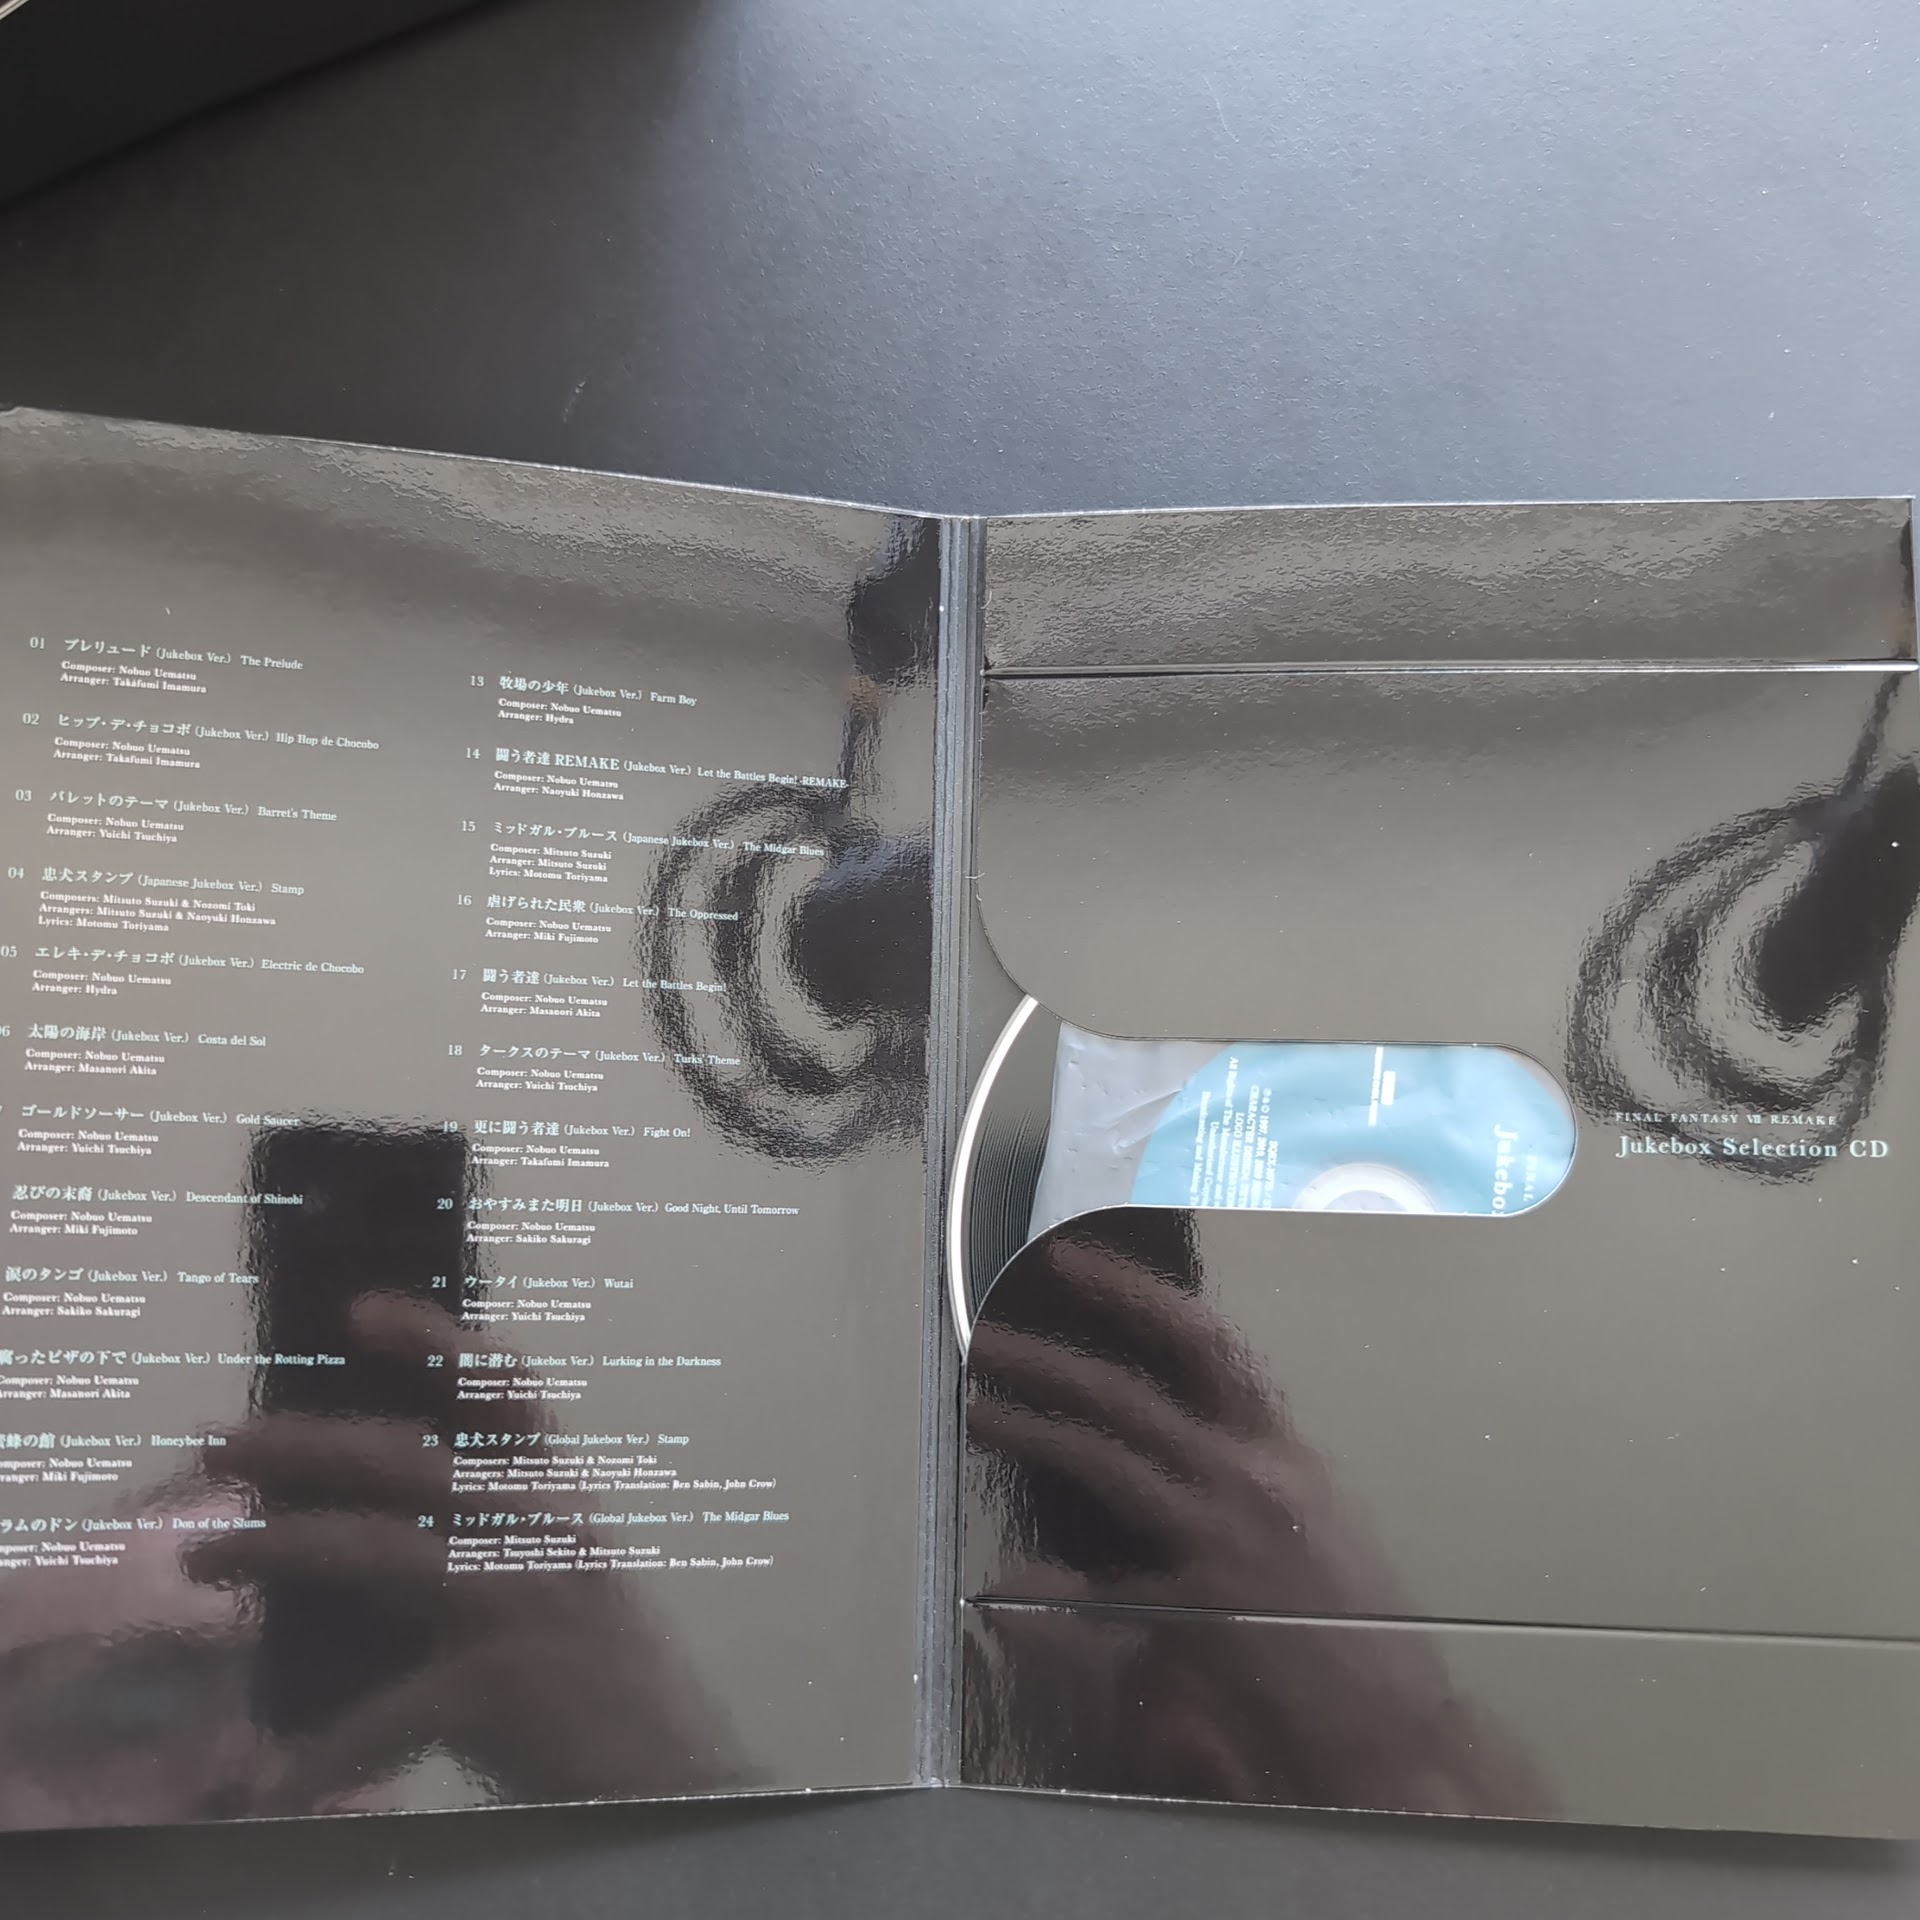 01 プレリュード (Jukebox Ver.) The Prelude
Composer: Nobuo Uematsu
Arranger: Takafumi Imamura
02 ヒップ・デ・チョコボ (Jukebox Ver.) Hip Hop de Chocobo
Composer: Nobuo Uematsu
Arranger: Takafumi Imamura
03 バレットのテーマ (Jukebox Ver.) Barret's Theme
Composer: Nobuo Uematsu
Arranger: Yuichi Tsuchiya
04 忠犬スタンプ (Japanese Jukebox Ver.) Stamp
Composers: Mitsuto Suzuki & Nozomi Toki
Arrangers: Mitsuto Suzuki & Naoyuki Honzawa
Lyrics: Motomu Toriyama
05 エレキ・デ・チョコボ (Jukebox Ver.) Electric de Chocobo
Composer: Nobuo Uematsu
Arranger: Hydra
6 太陽の海岸 (Jukebox Ver.) Costa del Sol
Composer: Nobuo Uematsu
Arranger: Masanori Akita
ゴールドソーサー (Jukebox Ver.) Gold Saucer
Composer: Nobuo Uematsu
Arranger: Yuichi Tsuchiya
忍びの末裔 (Jukebox Ver.) Descendant of Shinobi
Composer: Nobuo Uematsu
Arranger: Miki Fujimoto
涙のタンゴ (Jukebox Ver.) Tango of Tears
Composer: Nobuo Uematsu
Arranger: Sakiko Sakuragi
腐ったピザの下で (Jukebox Ver.) Under the Rotting Pizza
Composer: Nobuo Uematsu
Arranger: Masanori Akita
蜂の館 (Jukebox Ver.) Honeybee Inn
mposer: Nobuo Uematsu
ranger: Miki Fujimoto
ラムのドン (Jukebox Ver.) Don of the Slums
poser: Nobuo Uematsu
anger: Yuichi Tsuchiya
13 牧場の少年 (Jukebox Ver.) Farm Boy
Composer: Nobuo Uematsu
Arranger: Hydra
14 闘う者達 REMAKE (Jukebox Ver.) Let the Battles Begin! -REMAKE-
Composer: Nobuo Uematsu
Arranger: Naoyuki Honzawa
15 ミッドガル・ブルース (Japanese Jukebox Ver.) The Midgar Blues
Composer: Mitsuto Suzuki
Arranger: Mitsuto Suzuki
Lyrics: Motomu Toriyama
16 虐げられた民衆 (Jukebox Ver.) The Oppressed
Composer: Nobuo Uematsu
Arranger: Miki Fujimoto
17 闘う者達 (Jukebox Ver.) Let the Battles Begin!
Composer: Nobuo Uematsu
Arranger: Masanori Akita
18 タークスのテーマ (Jukebox Ver.) Turks' Theme
Composer: Nobuo Uematsu
Arranger: Yuichi Tsuchiya
19 更に闘う者達 (Jukebox Ver.) Fight On!
Composer: Nobuo Uematsu
Arranger: Takafumi Imamura
20 おやすみまた明日 (Jukebox Ver.) Good Night, Until Tomorrow
Composer: Nobuo Uematsu
Arranger: Sakiko Sakuragi
21 ウータイ (Jukebox Ver.) Wutai
Composer: Nobuo Uematsu
Arranger: Yuichi Tsuchiya
22 闇に潜む (Jukebox Ver.) Lurking in the Darkness
Composer: Nobuo Uematsu
Arranger: Yuichi Tsuchiya
23 忠犬スタンプ (Global Jukebox Ver.) Stamp
Composers: Mitsuto Suzuki & Nozomi Toki
Arrangers: Mitsuto Suzuki & Naoyuki Honzawa
Lyrics: Motomu Toriyama (Lyrics Translation: Ben Sabin, John Crow)
24 ミッドガル・ブルース (Global Jukebox Ver.) The Midgar Blues
Composer: Mitsuto Suzuki
Arrangers: Tsuyoshi Sekito & Mitsuto Suzuki
Lyrics: Motomu Toriyama (Lyrics Translation: Ben Sabin, John Crow)
FINAL FANTASY VII REMAKE
Jukebox Selection CD
FINAL
Jukebo
LOGO ILLUSTRATION
All Rights of The Manufacturer and